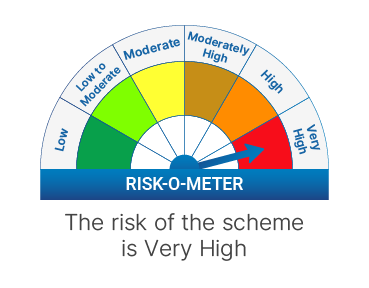 Low
Low to
Moderate
Moderate
Moderately
High
High
Very
High
RISK-O-METER
The risk of the scheme
is Very High